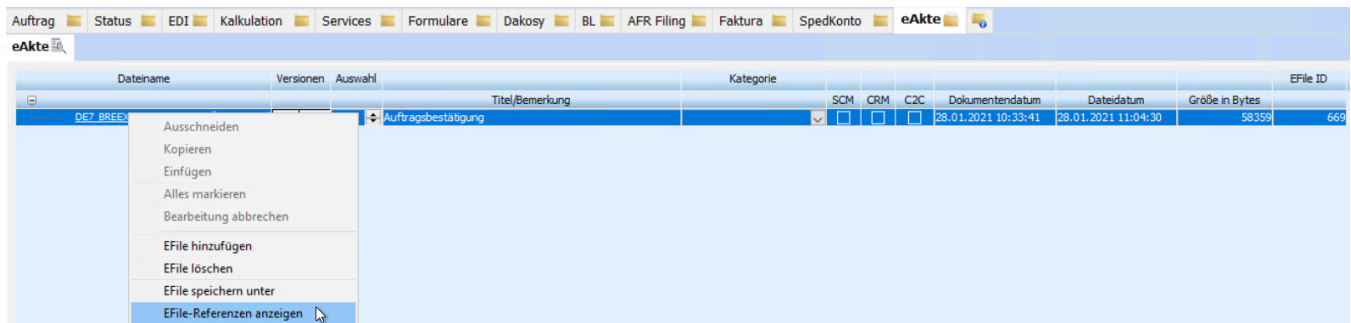 Auftrag Status EDI Kalkulation Services Formulare Dakosy BL AFR Filing Faktura SpedKonto eAkte
eAkte
Dateiname Versionen Auswahl Kategorie EFile ID
Titel/Bemerkung SCM CRM C2C Dokumentendatum Dateidatum Größe in Bytes
Auftragsbestätigung 28.01.2021 10:33:41 28.01.2021 11:04:30 58359 669
Ausschneiden
Kopieren
Einfügen
Alles markieren
Bearbeitung abbrechen
EFile hinzufügen
EFile löschen
EFile speichern unter
EFile-Referenzen anzeigen